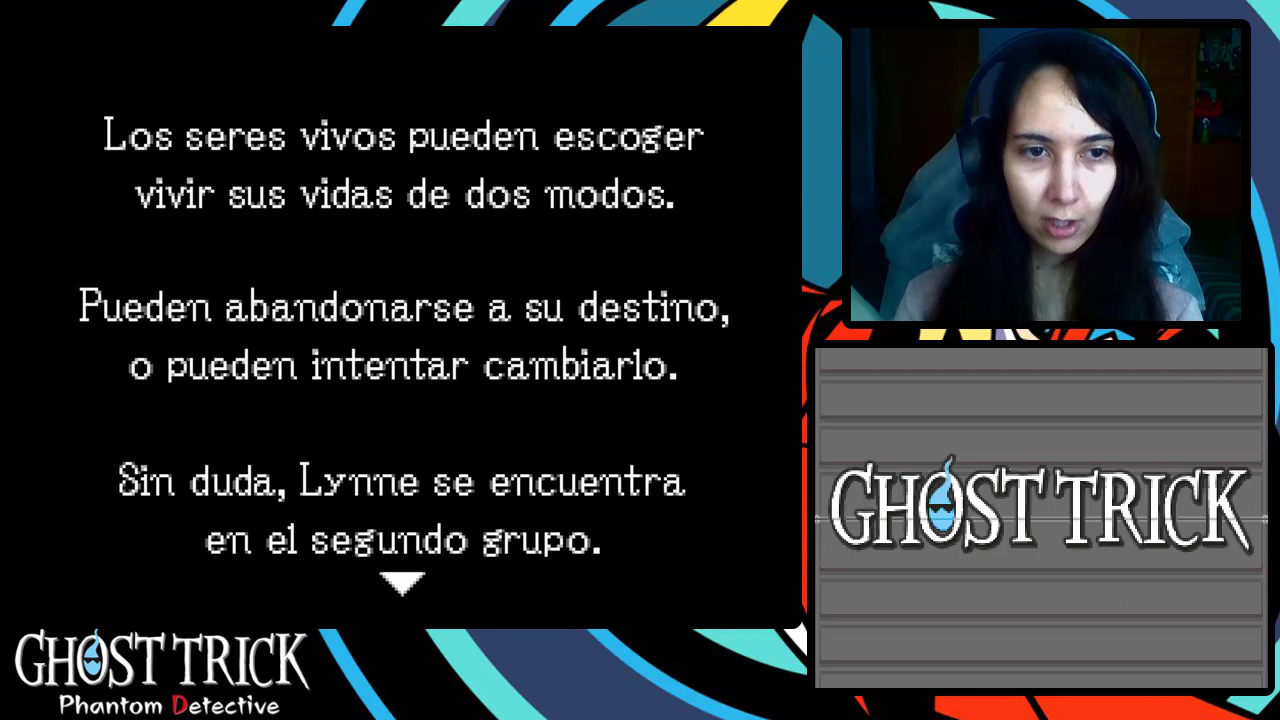 Los seres vivos pueden escoger
vivir sus vidas de dos modos.
Pueden abandonarse a su destino,
o pueden intentar cambiarlo.
Sin duda, Lynne se encuentra
en el segundo grupo.
GHOST TRICK
GHOST TRICK
Phantom Detective